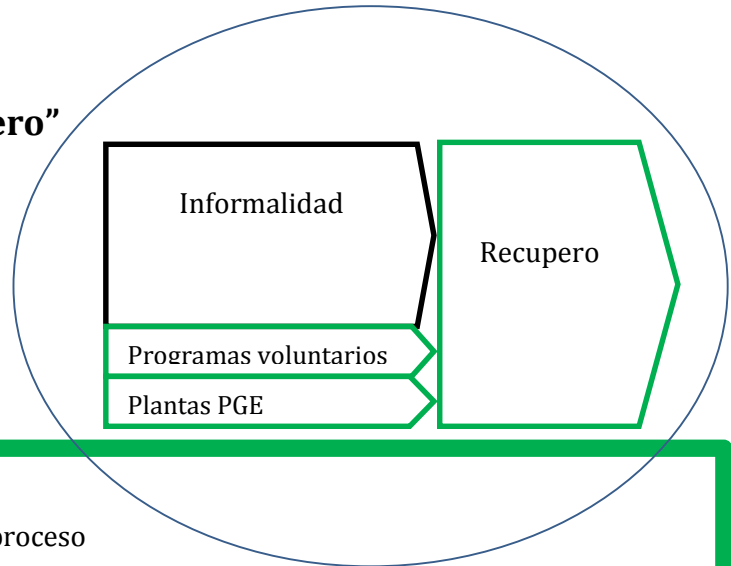 ero”
Informalidad
Recupero
Programas voluntarios
Plantas PGE
proceso